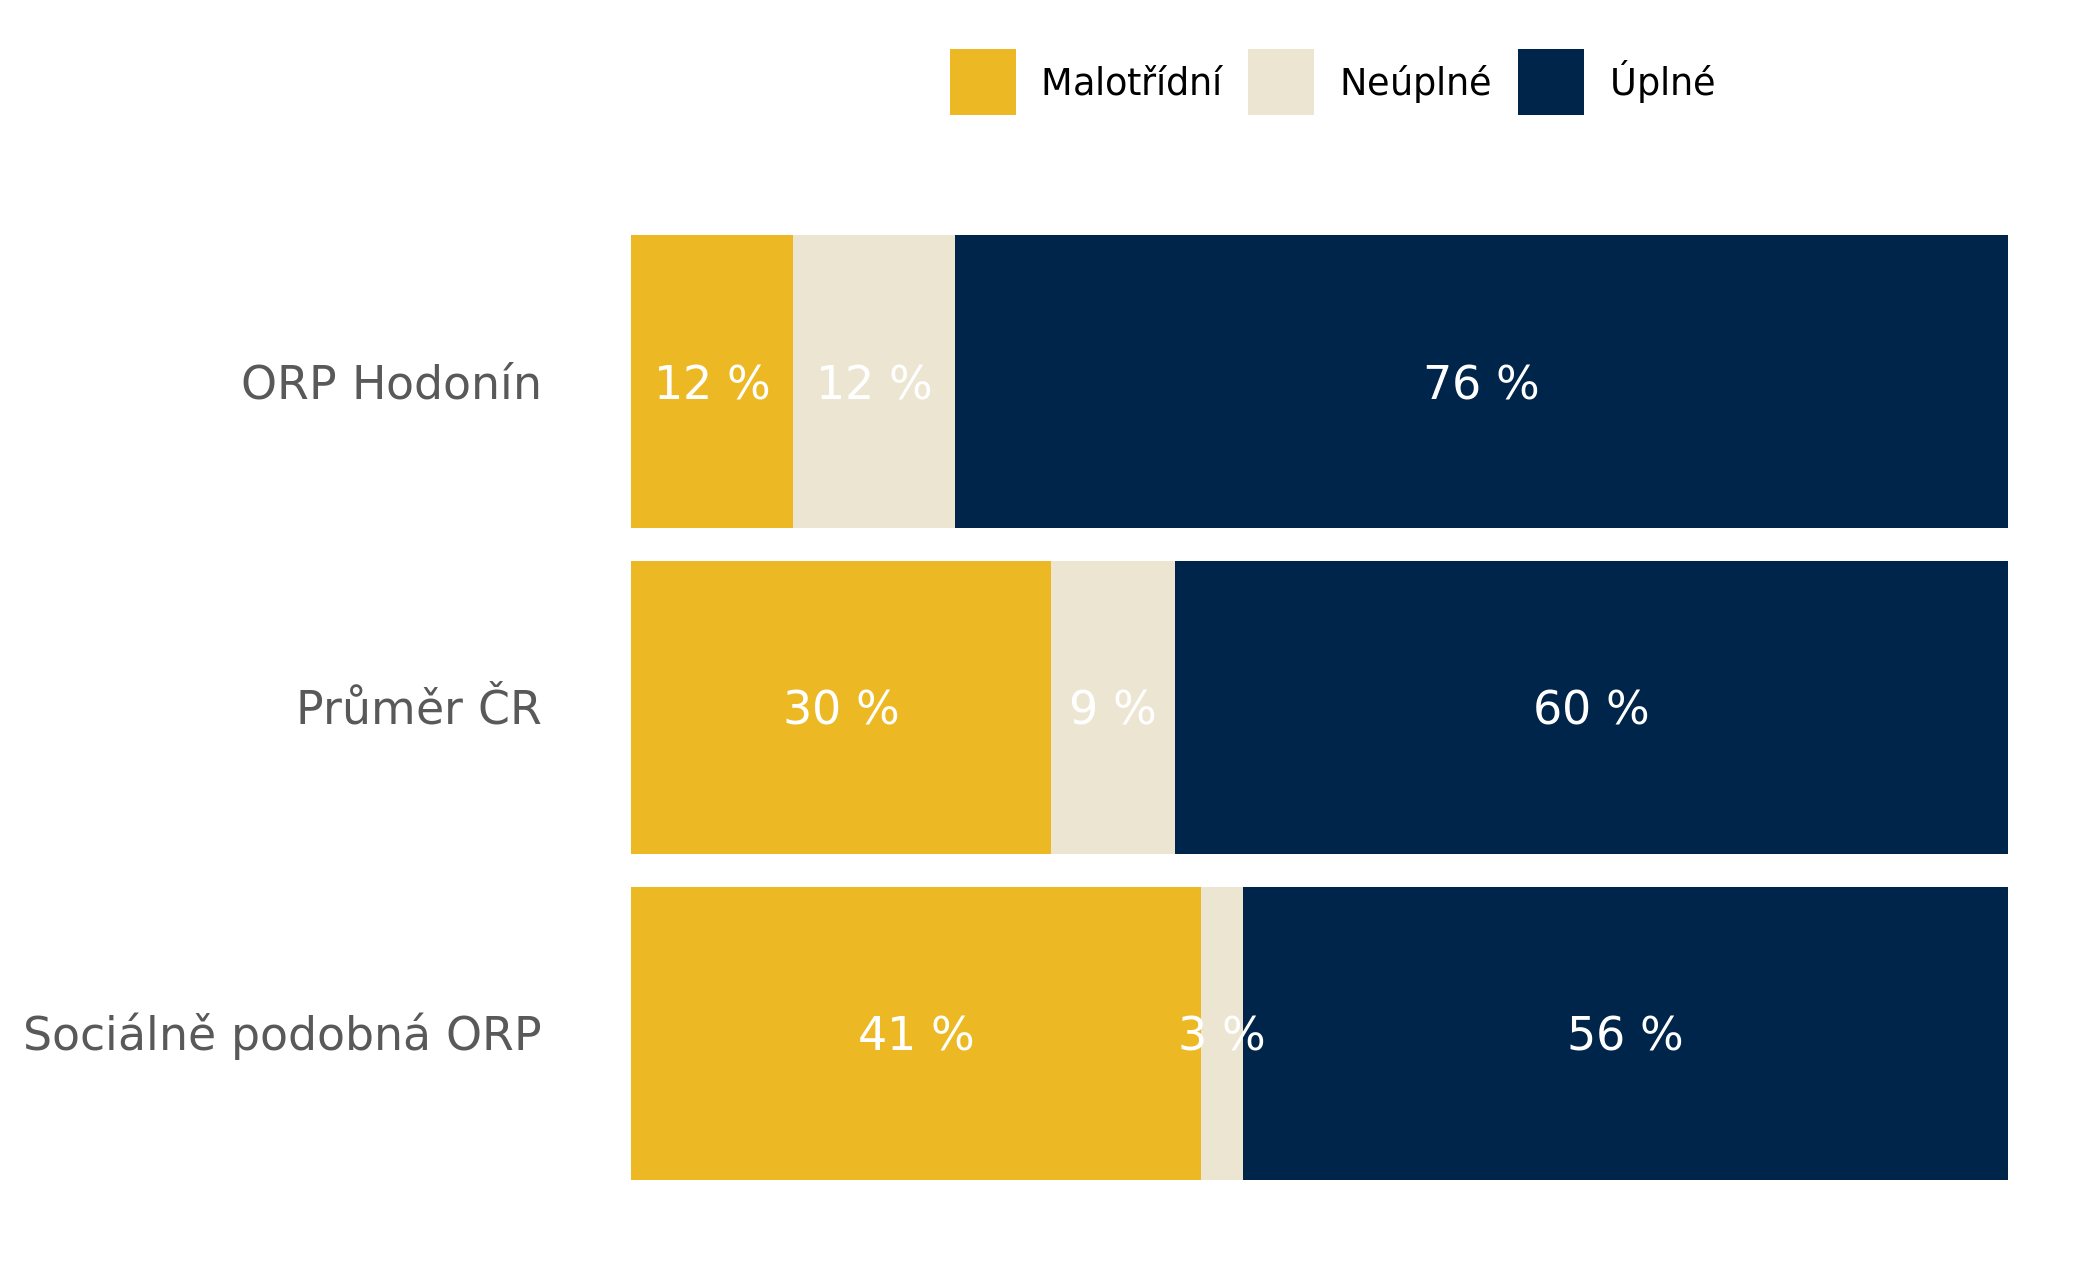 Malotřídní Neúplné Úplné
ORP Hodonín 12 % 12 % 76 %
Průměr ČR 30 % 9 % 60 %
Sociálně podobná ORP 41 % 3 % 56 %